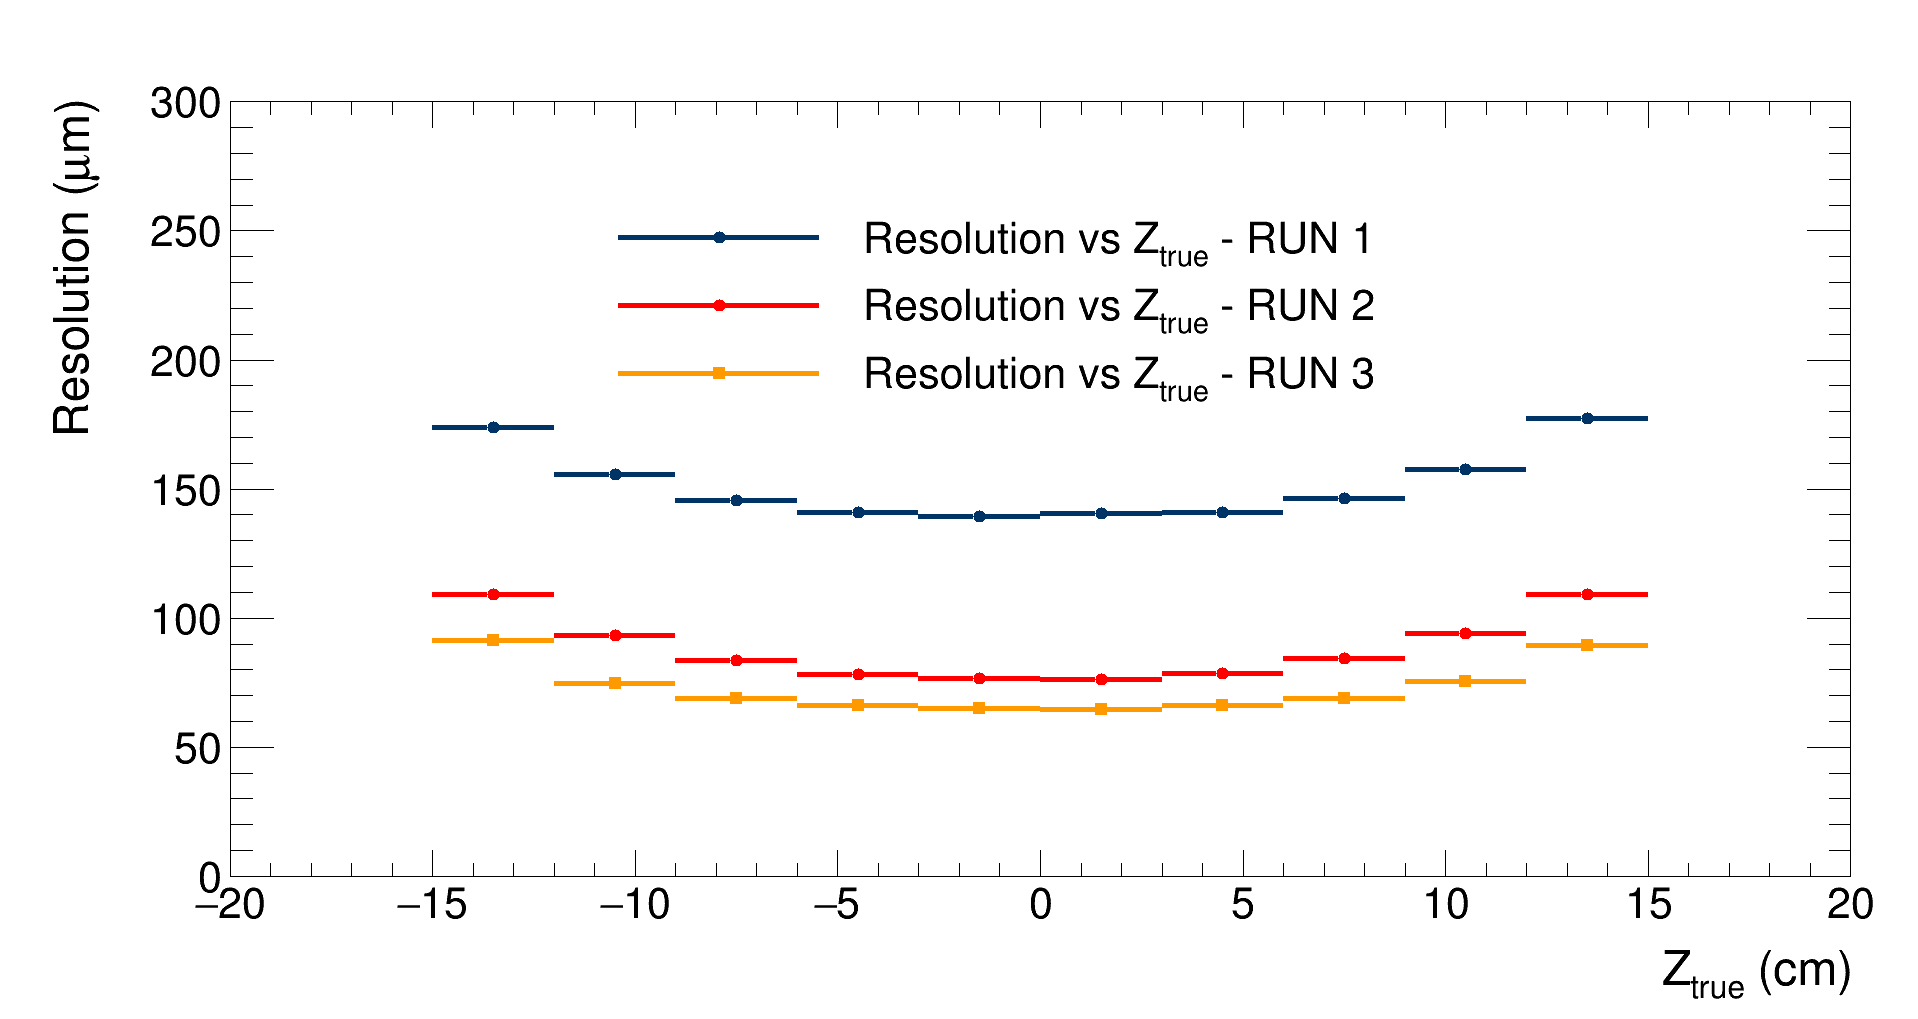 Resolution (μm)
300
250
200
150
100
50
0
Resolution vs Z_true - RUN 1
Resolution vs Z_true - RUN 2
Resolution vs Z_true - RUN 3
−20 −15 −10 −5 0 5 10 15 20
Z_true (cm)